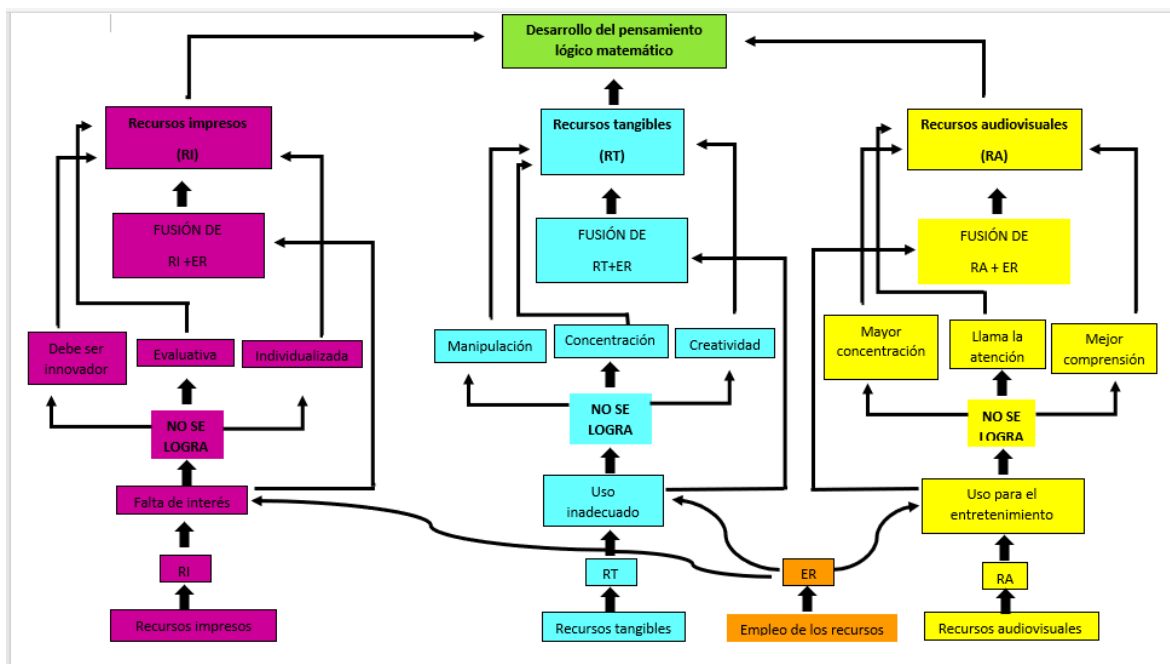 Desarrollo del pensamiento
lógico matemático
Recursos impresos
(RI)
Recursos tangibles
(RT)
Recursos audiovisuales
(RA)
FUSIÓN DE
RI +ER
FUSIÓN DE
RT+ER
FUSIÓN DE
RA + ER
Debe ser
innovador
Evaluativa
Individualizada
Manipulación
Concentración
Creatividad
Mayor
concentración
Llama la
atención
Mejor
comprensión
NO SE
LOGRA
NO SE
LOGRA
NO SE
LOGRA
Falta de interés
Uso
inadecuado
Uso para el
entretenimiento
RI
RT
ER
RA
Recursos impresos
Recursos tangibles
Empleo de los recursos
Recursos audiovisuales